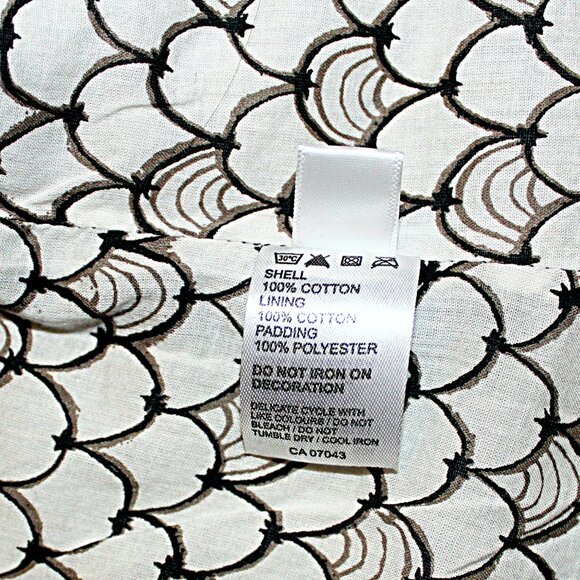 30°C
SHELL
100% COTTON
LINING
100% COTTON
PADDING
100% POLYESTER
DO NOT IRON ON
DECORATION
DELICATE CYCLE WITH
LIKE COLOURS / DO NOT
BLEACH / DO NOT
TUMBLE DRY / COOL IRON
CA 07043